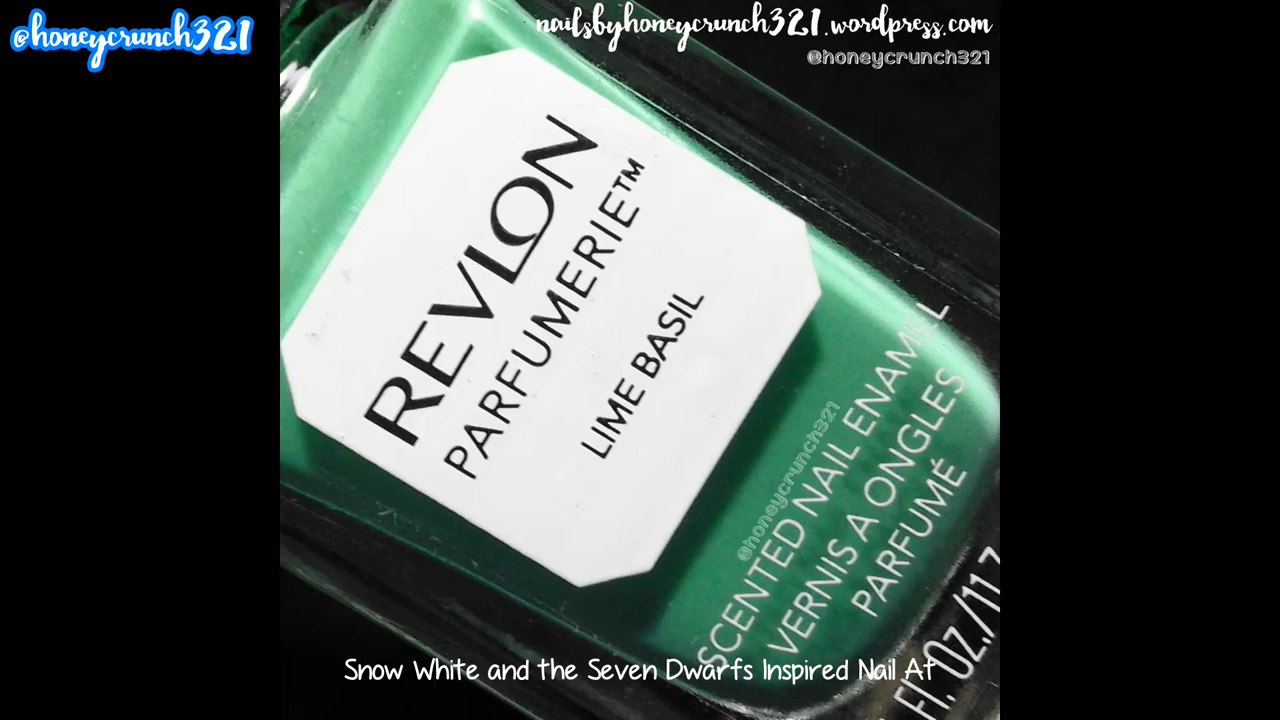 @honeycrunch321
nailsbyhoneycrunch321.wordpress.com
@honeycrunch321
REVLON
PARFUMERIE™
LIME BASIL
@honeycrunch321
SCENTED NAIL ENAMEL
VERNIS A ONGLES
PARFUMÉ
FL. OZ./11.7
Snow White and the Seven Dwarfs Inspired Nail At